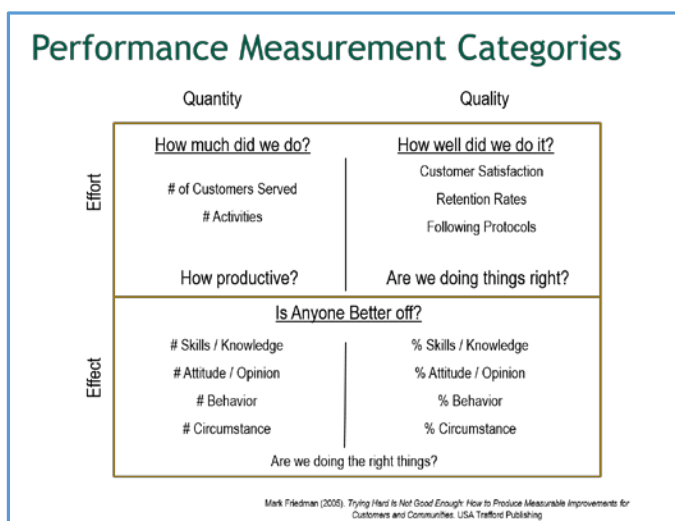 Performance Measurement Categories
Quantity
Quality
Effort
How much did we do?
# of Customers Served
# Activities
How productive?
How well did we do it?
Customer Satisfaction
Retention Rates
Following Protocols
Are we doing things right?
Effect
Is Anyone Better off?
# Skills / Knowledge
# Attitude / Opinion
# Behavior
# Circumstance
% Skills / Knowledge
% Attitude / Opinion
% Behavior
% Circumstance
Are we doing the right things?
Mark Friedman (2005). Trying Hard Is Not Good Enough: How to Produce Measurable Improvements for
Customers and Communities. USA Trafford Publishing